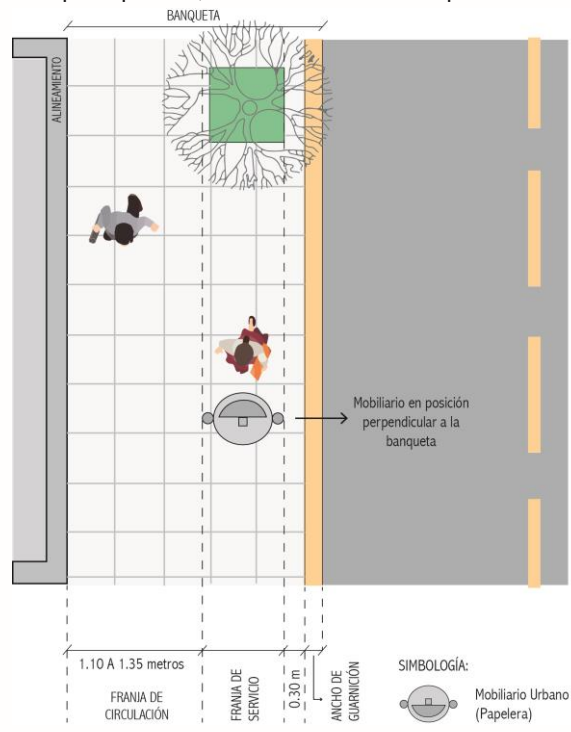 BANQUETA
ALINEAMIENTO
Mobiliario en posición
perpendicular a la
banqueta
1.10 A 1.35 metros
FRANJA DE
CIRCULACIÓN
FRANJA DE
SERVICIO
0.30 m
ANCHO DE
GUARNICIÓN
SIMBOLOGÍA:
Mobiliario Urbano
(Papelera)